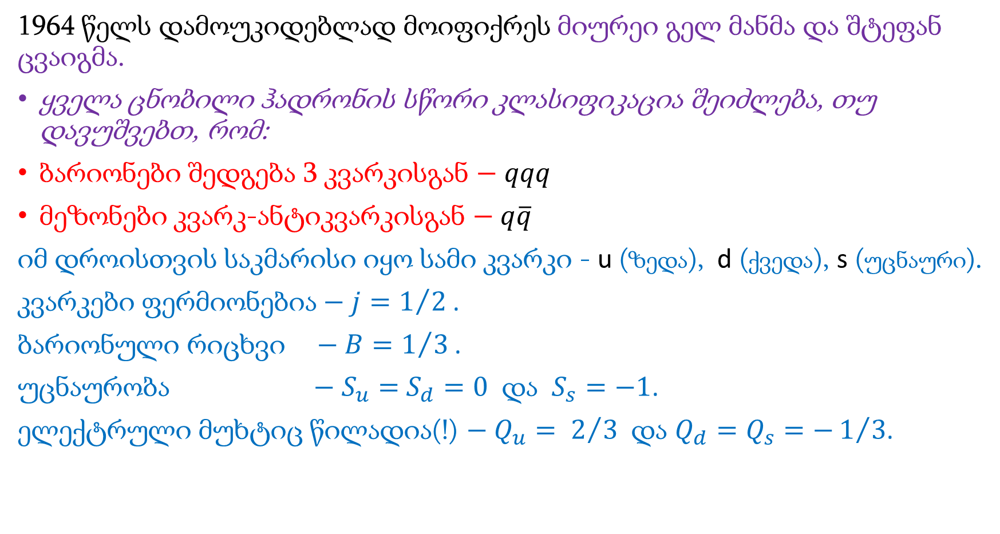 1964 წელს დამოუკიდებლად მოიფიქრეს მიურეი გელ მანმა და შტეფან
ცვაიგმა.
• ყველა ცნობილი ჰადრონის სწორი კლასიფიკაცია შეიძლება, თუ
დავუშვებთ, რომ:
• ბარიონები შედგება 3 კვარკისგან − qqq
• მეზონები კვარკ-ანტიკვარკისგან − qq̅
იმ დროისთვის საკმარისი იყო სამი კვარკი - u (ზედა), d (ქვედა), s (უცნაური).
კვარკები ფერმიონებია − j = 1/2 .
ბარიონული რიცხვი − B = 1/3 .
უცნაურობა − S_u = S_d = 0 და S_s = −1.
ელექტრული მუხტიც წილადია(!) − Q_u = 2/3 და Q_d = Q_s = − 1/3.